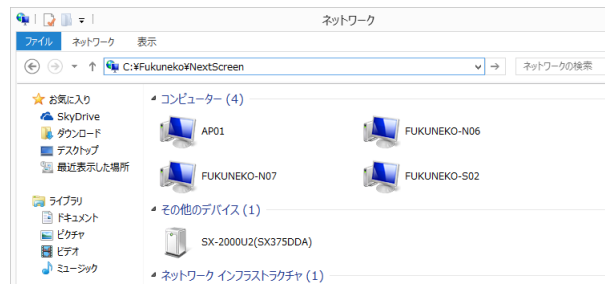 ネットワーク
ファイル ネットワーク 表示
C:¥Fukuneko¥NextScreen
ネットワークの検索
お気に入り
SkyDrive
ダウンロード
デスクトップ
最近表示した場所
ライブラリ
ドキュメント
ピクチャ
ビデオ
ミュージック
コンピューター (4)
AP01
FUKUNEKO-N06
FUKUNEKO-N07
FUKUNEKO-S02
その他のデバイス (1)
SX-2000U2(SX375DDA)
ネットワーク インフラストラクチャ (1)